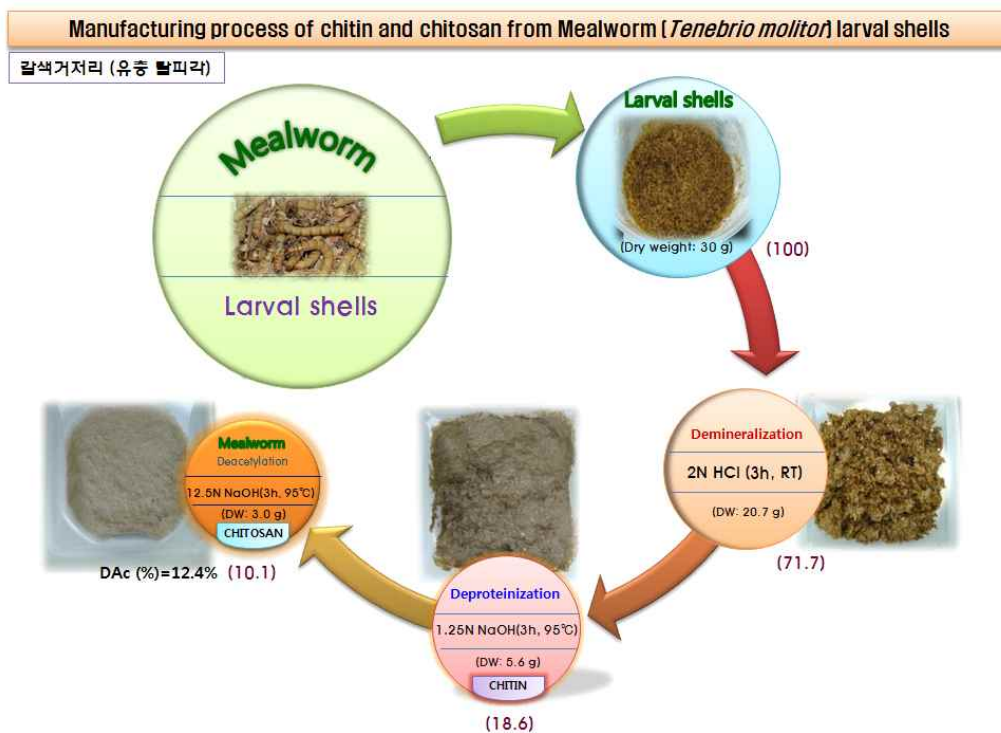 Manufacturing process of chitin and chitosan from Mealworm (Tenebrio molitor) larval shells
갈색거저리 (유충 탈피각)
Mealworm
Larval shells
Larval shells
(Dry weight: 30 g)
(100)
Demineralization
2N HCl (3h, RT)
(DW: 20.7 g)
(71.7)
Deproteinization
1.25N NaOH(3h, 95℃)
(DW: 5.6 g)
CHITIN
(18.6)
Mealworm
Deacetylation
12.5N NaOH(3h, 95℃)
(DW: 3.0 g)
CHITOSAN
DAc (%)=12.4% (10.1)